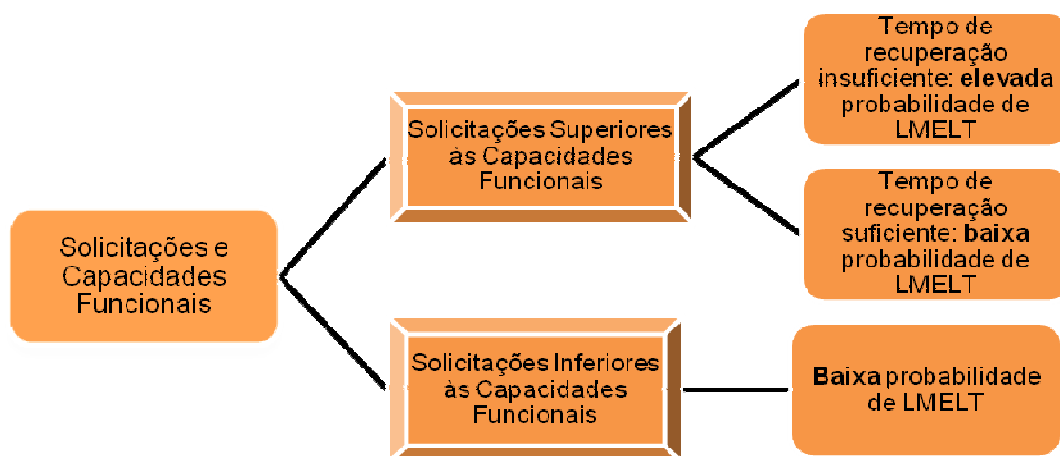 Solicitações e
Capacidades
Funcionais
Solicitações Superiores
às Capacidades
Funcionais
Tempo de
recuperação
insuficiente: elevada
probabilidade de
LMELT
Tempo de
recuperação
suficiente: baixa
probabilidade de
LMELT
Solicitações Inferiores
às Capacidades
Funcionais
Baixa probabilidade
de LMELT